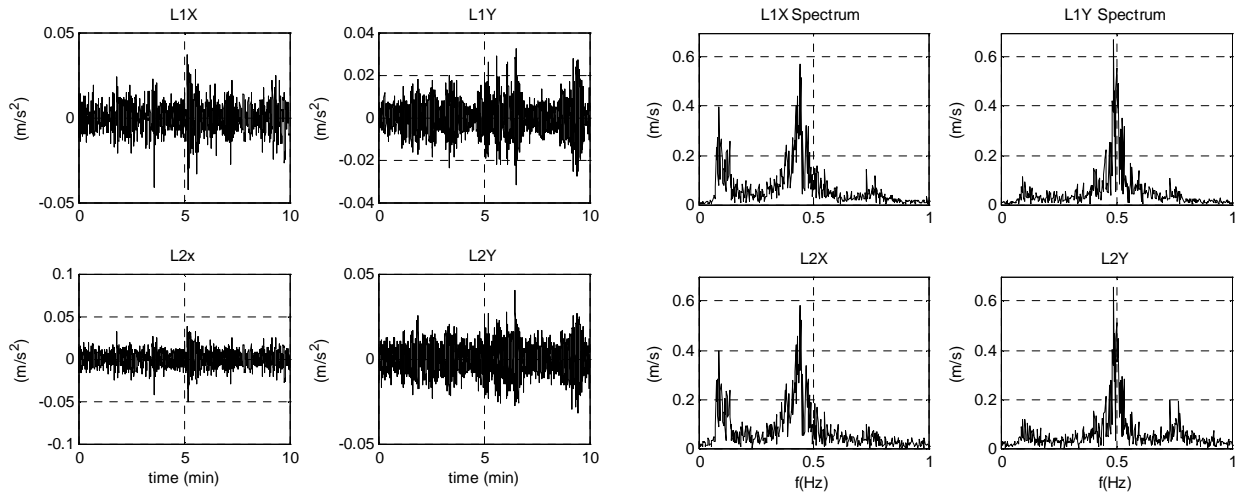 L1X
L1Y
L1X Spectrum
L1Y Spectrum
0.05
0
-0.05
(m/s²)
0
5
10
0.04
0.02
0
-0.02
-0.04
(m/s²)
0
5
10
0.6
0.4
0.2
0
(m/s)
0
0.5
1
0.6
0.4
0.2
0
(m/s)
0
0.5
1
L2x
L2Y
L2X
L2Y
0.1
0.05
0
-0.05
-0.1
(m/s²)
0
5
10
time (min)
0.05
0
-0.05
(m/s²)
0
5
10
time (min)
0.6
0.4
0.2
0
(m/s)
0
0.5
1
f(Hz)
0.6
0.4
0.2
0
(m/s)
0
0.5
1
f(Hz)